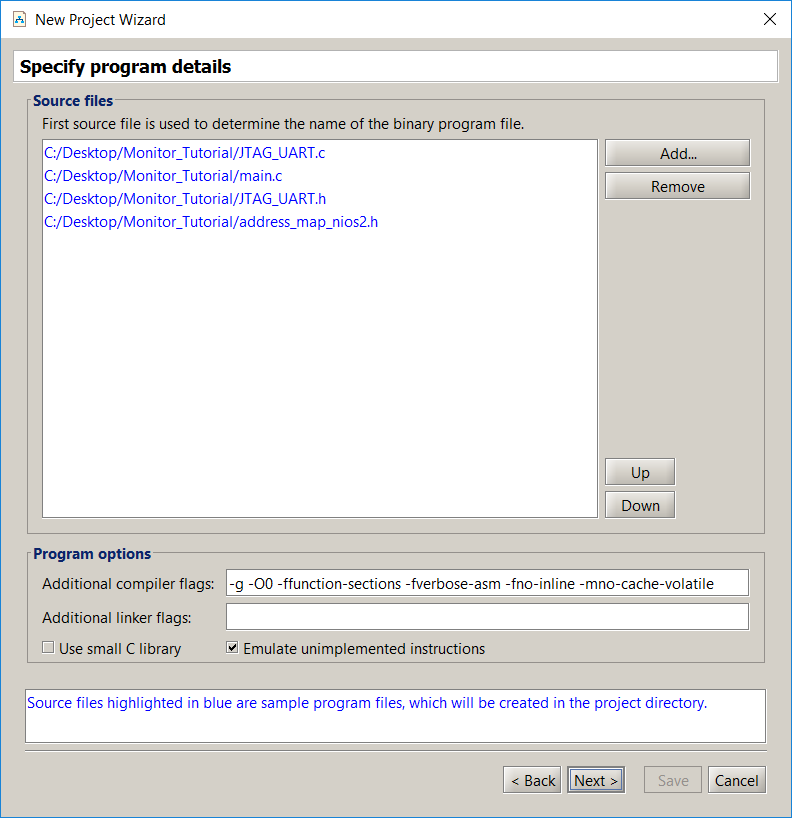 New Project Wizard
Specify program details
Source files
First source file is used to determine the name of the binary program file.
C:/Desktop/Monitor_Tutorial/JTAG_UART.c
C:/Desktop/Monitor_Tutorial/main.c
C:/Desktop/Monitor_Tutorial/JTAG_UART.h
C:/Desktop/Monitor_Tutorial/address_map_nios2.h
Add...
Remove
Up
Down
Program options
Additional compiler flags: -g -O0 -ffunction-sections -fverbose-asm -fno-inline -mno-cache-volatile
Additional linker flags:
Use small C library Emulate unimplemented instructions
Source files highlighted in blue are sample program files, which will be created in the project directory.
< Back Next > Save Cancel